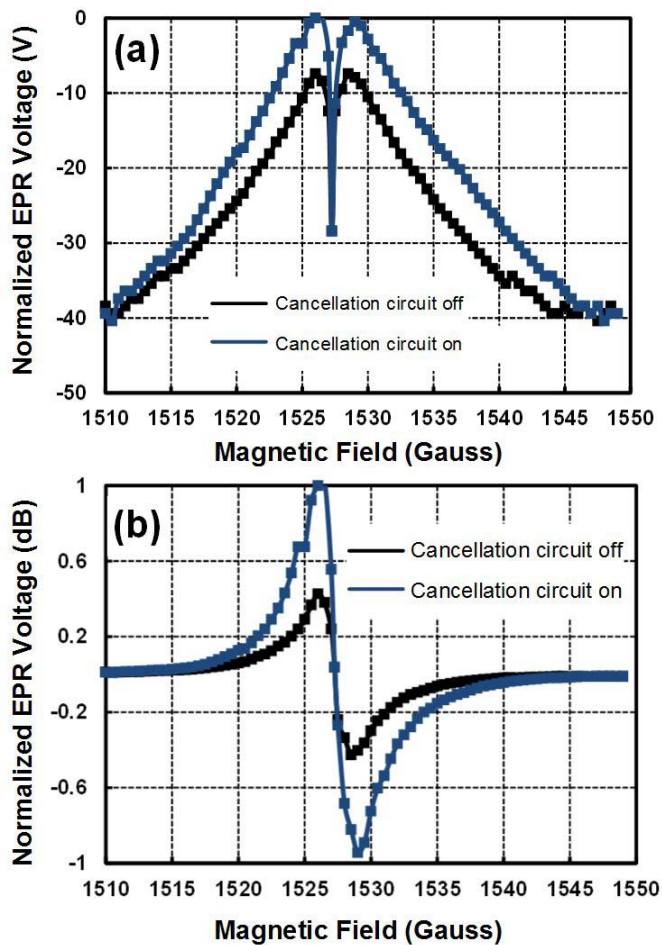 (a)
Normalized EPR Voltage (V)
0
-10
-20
-30
-40
-50
Cancellation circuit off
Cancellation circuit on
1510 1515 1520 1525 1530 1535 1540 1545 1550
Magnetic Field (Gauss)
(b)
Normalized EPR Voltage (dB)
1
0.6
0.2
-0.2
-0.6
-1
Cancellation circuit off
Cancellation circuit on
1510 1515 1520 1525 1530 1535 1540 1545 1550
Magnetic Field (Gauss)